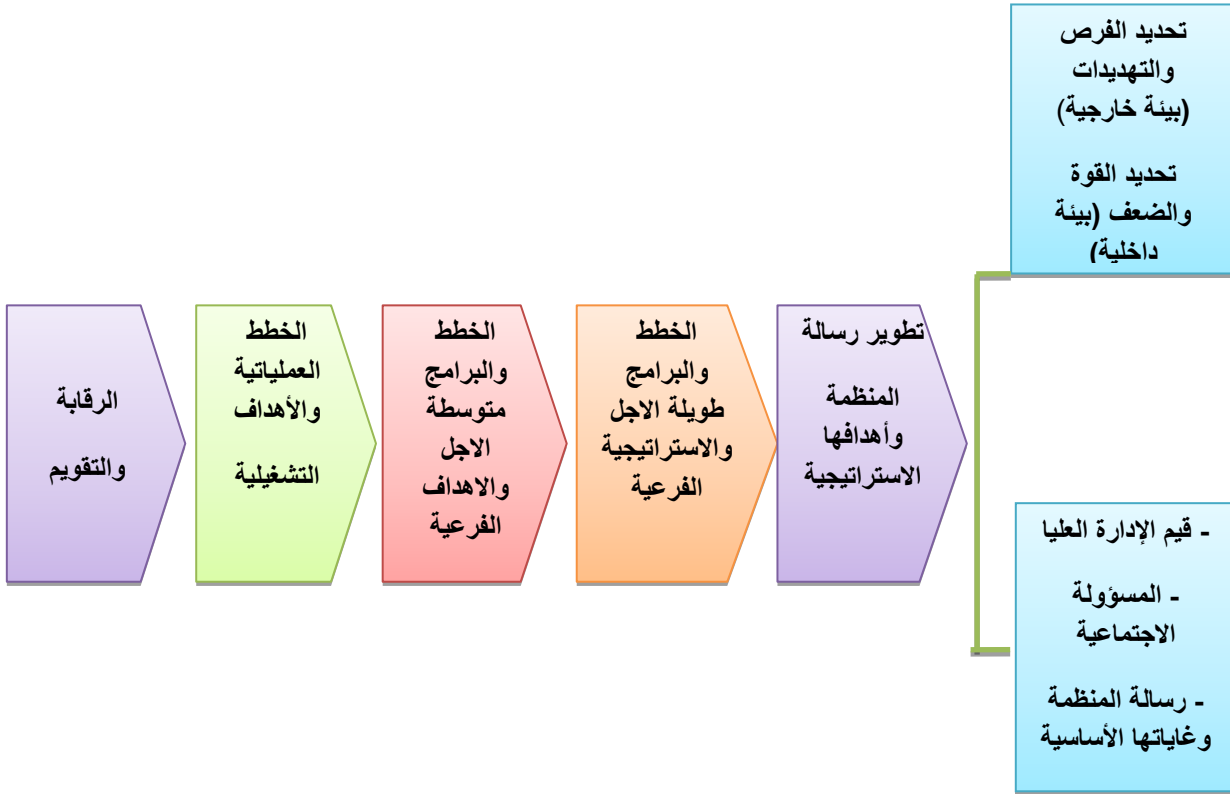 تحديد الفرص
والتهديدات
(بيئة خارجية)
تحديد القوة
والضعف (بيئة
داخلية)
- قيم الإدارة العليا
- المسؤولة
الاجتماعية
- رسالة المنظمة
وغاياتها الأساسية
تطوير رسالة
المنظمة
وأهدافها
الاستراتيجية
الخطط
والبرامج
طويلة الاجل
والاستراتيجية
الفرعية
الخطط
والبرامج
متوسطة
الاجل
والاهداف
الفرعية
الخطط
العملياتية
والأهداف
التشغيلية
الرقابة
والتقويم